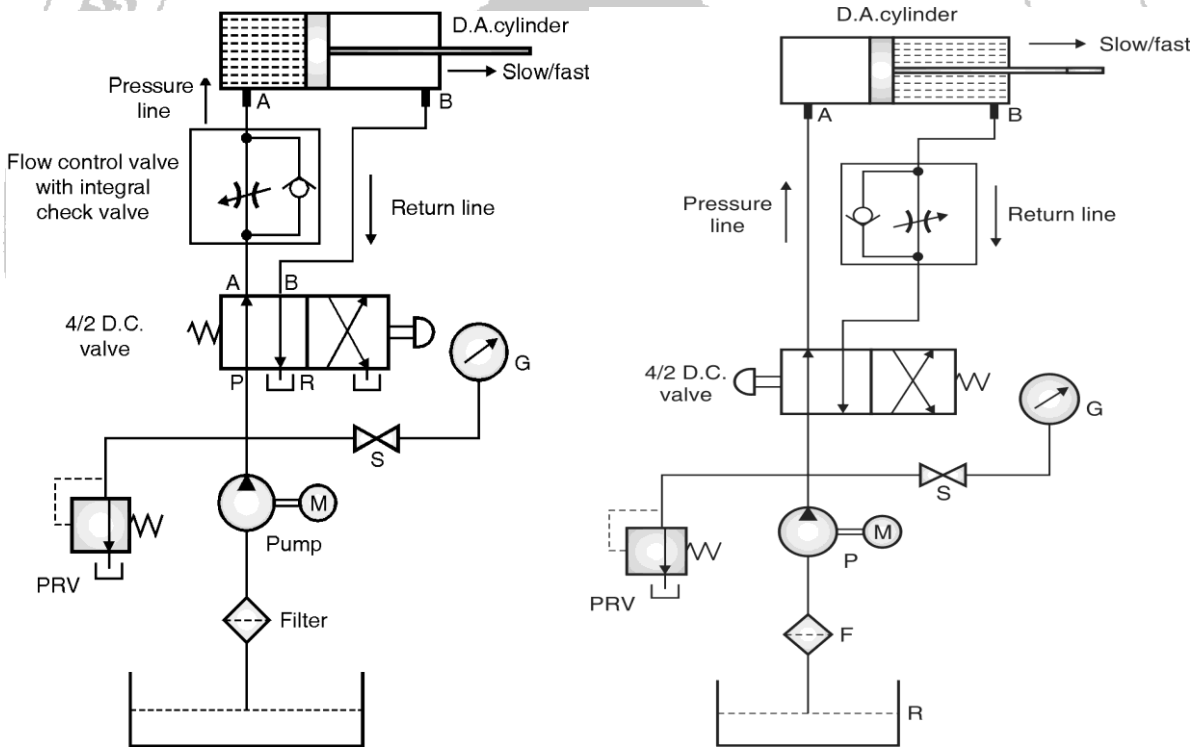 D.A.cylinder
Slow/fast
Pressure
line
A
B
Flow control valve
with integral
check valve
Return line
A
B
4/2 D.C.
valve
P
R
G
S
M
Pump
PRV
Filter
D.A.cylinder
Slow/fast
A
B
Pressure
line
Return line
4/2 D.C.
valve
G
S
M
P
PRV
F
R